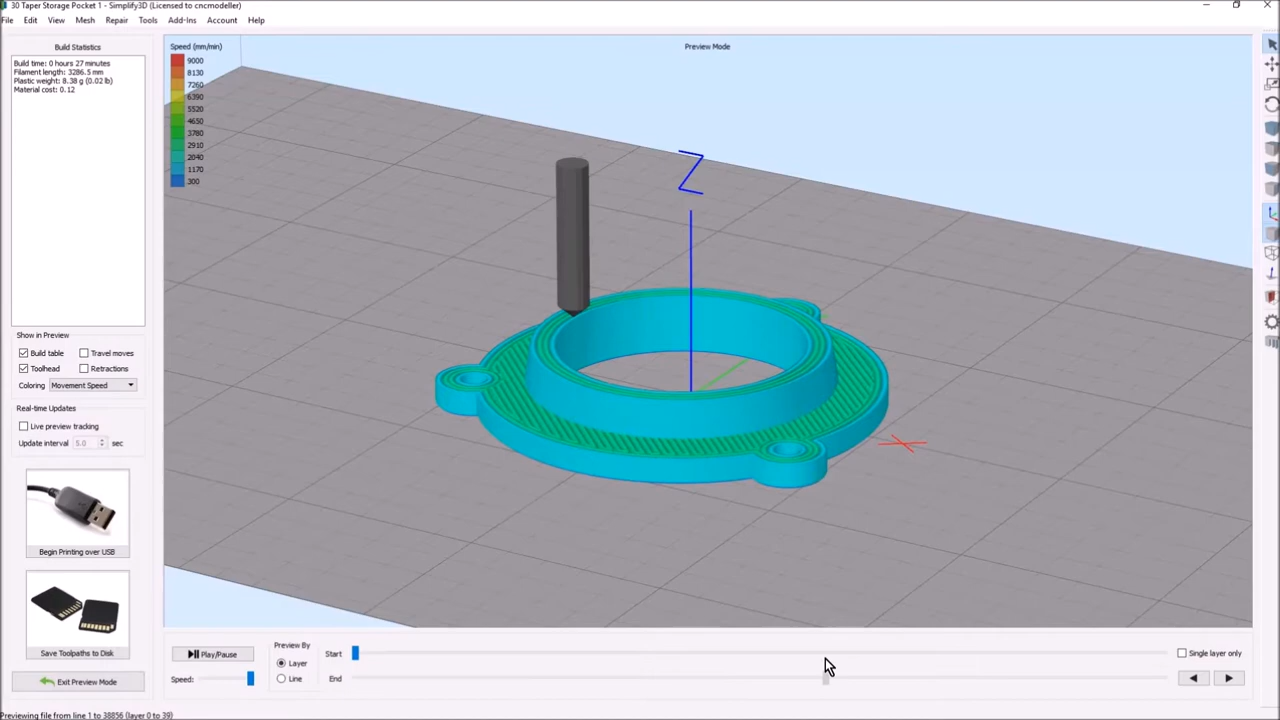 30 Taper Storage Pocket 1 - Simplify3D (Licensed to cncmodeller)
File Edit View Mesh Repair Tools Add-Ins Account Help
Build Statistics
Build time: 0 hours 27 minutes
Filament length: 3286.5 mm
Plastic weight: 8.38 g (0.02 lb)
Material cost: 0.12
Speed (mm/min)
9000
8130
7260
6390
5520
4650
3780
2910
2040
1170
300
Preview Mode
Z
Show in Preview
Build table Travel moves
Toolhead Retractions
Coloring Movement Speed
Real-time Updates
Live preview tracking
Update interval 5.0 sec
Begin Printing over USB
Save Toolpaths to Disk
Exit Preview Mode
Play/Pause
Speed:
Preview By
Layer
Line
Start
End
Single layer only
Previewing file from line 1 to 38856 (layer 0 to 39)